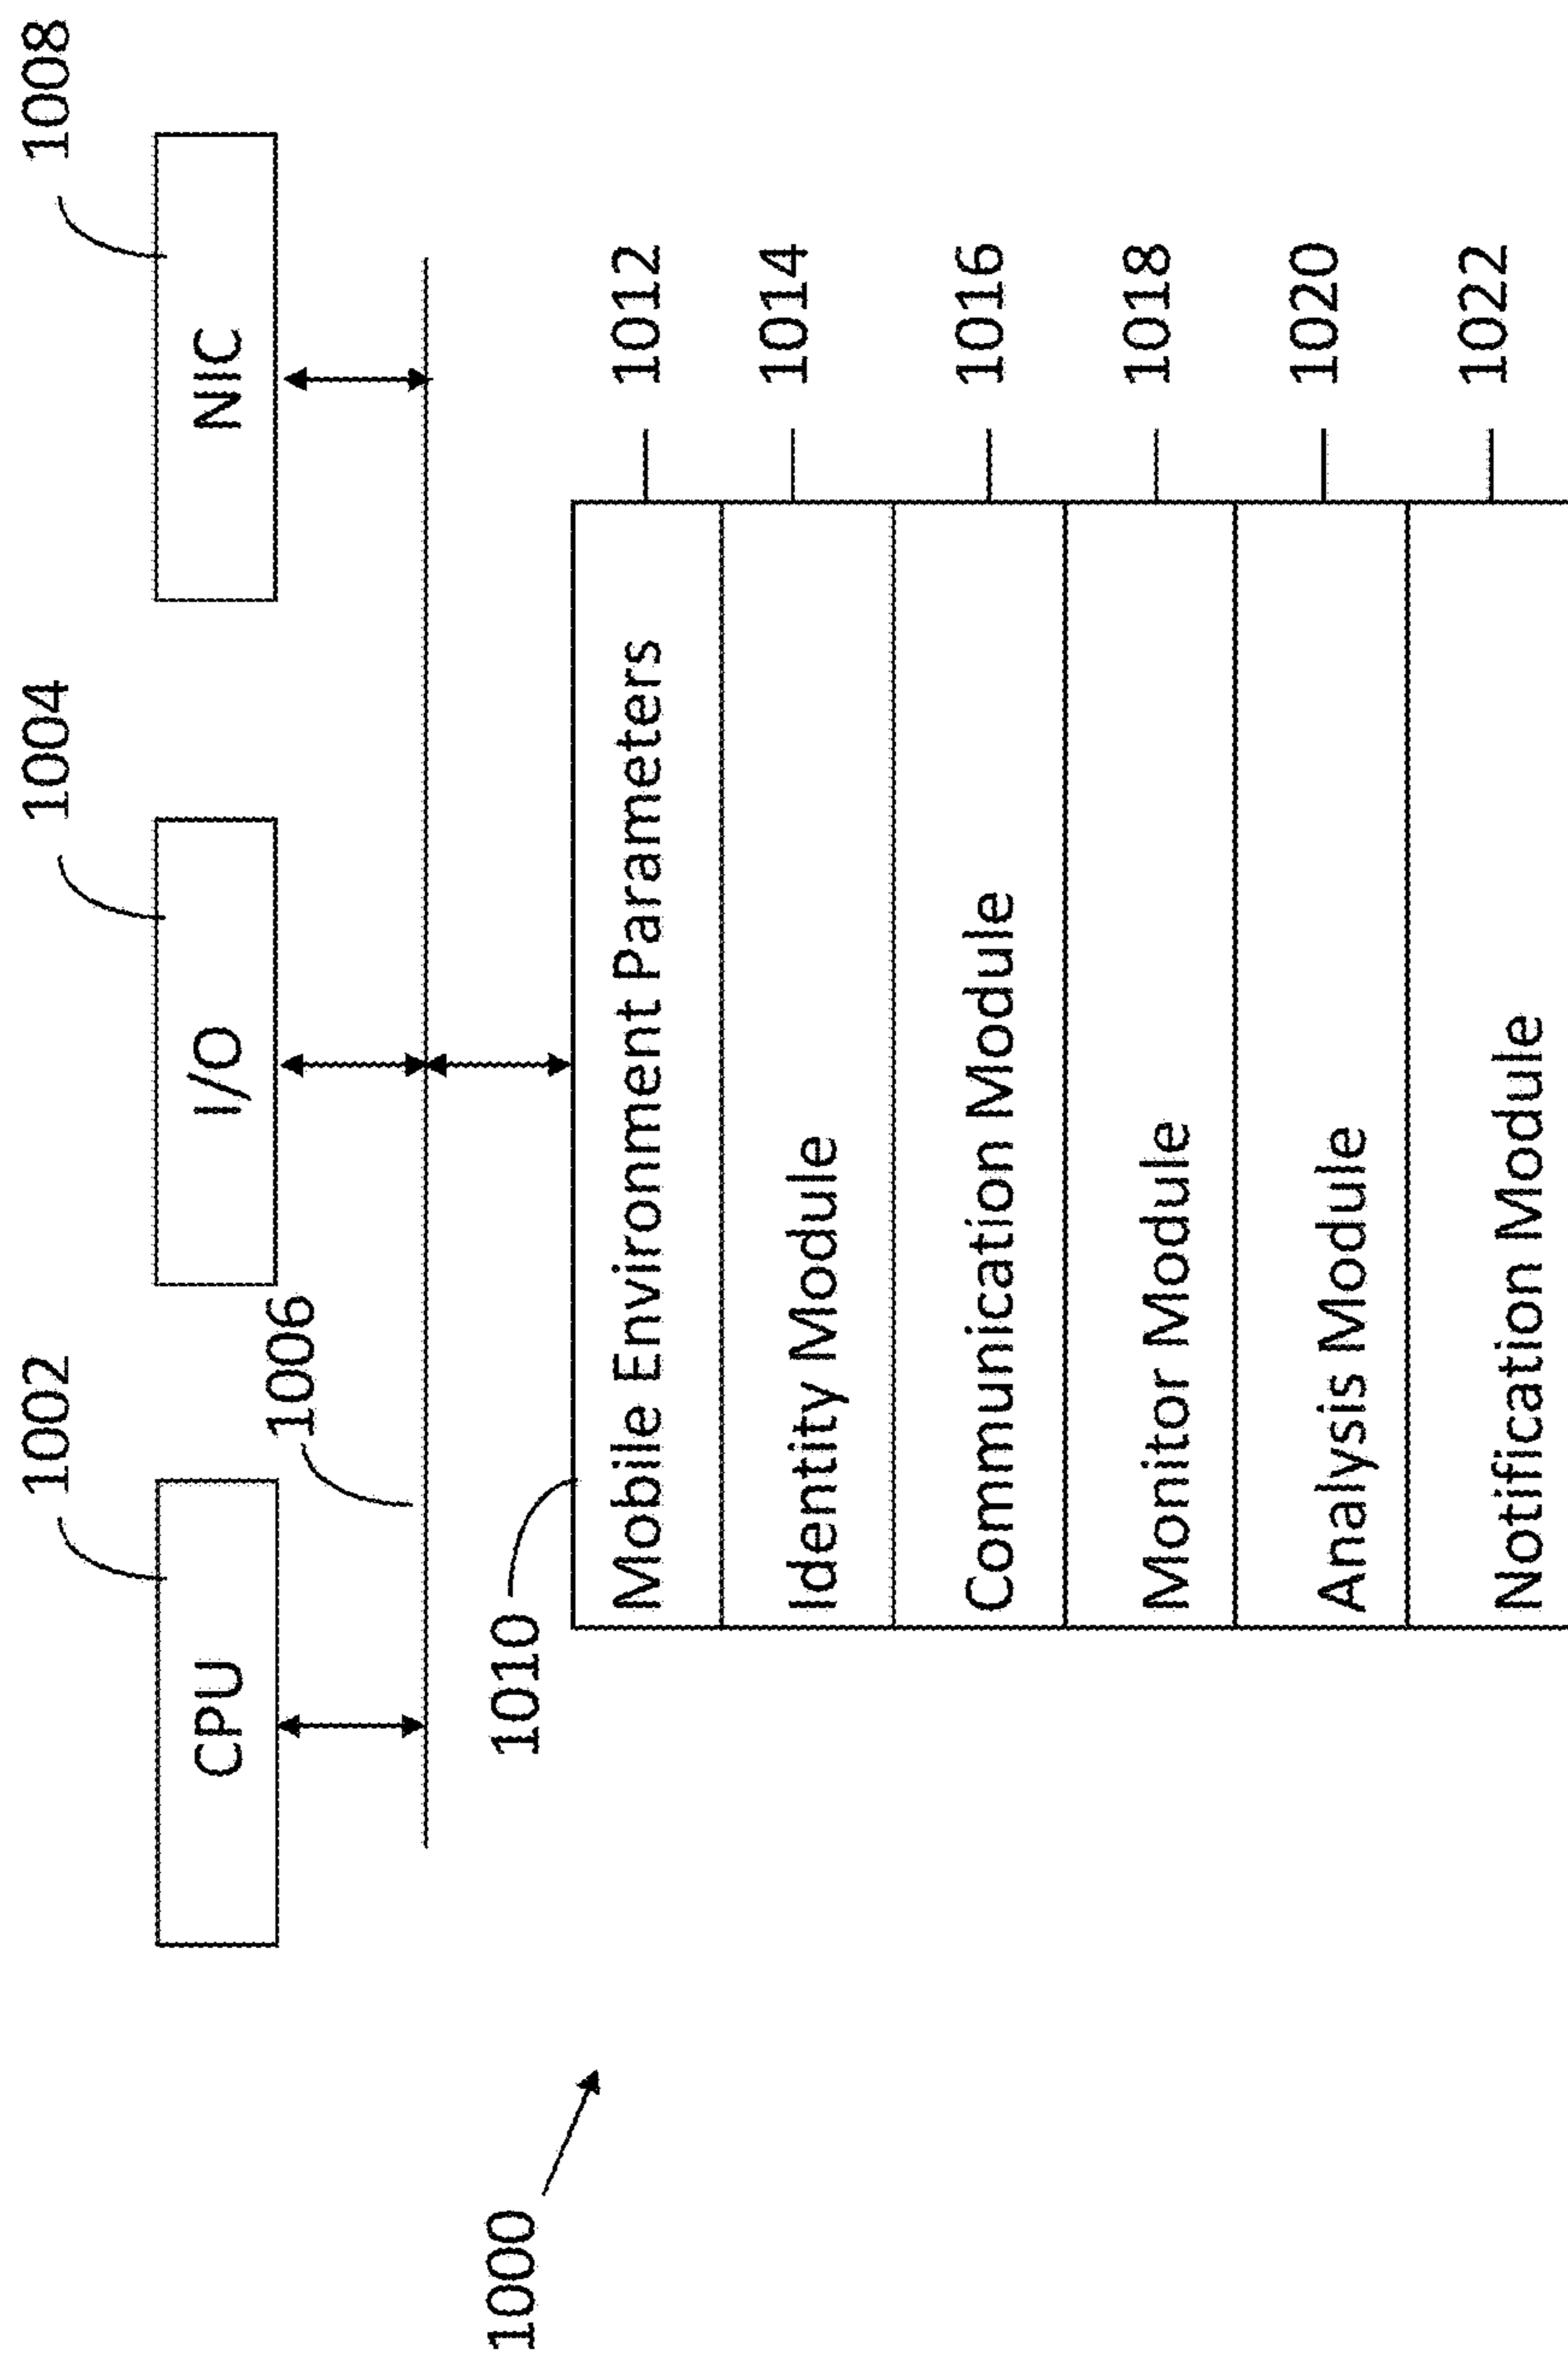 1002
1004
1008
CPU
I/O
NIC
1006
1010
Mobile Environment Parameters
1012
Identity Module
1014
Communication Module
1016
Monitor Module
1018
Analysis Module
1020
Notification Module
1022
1000